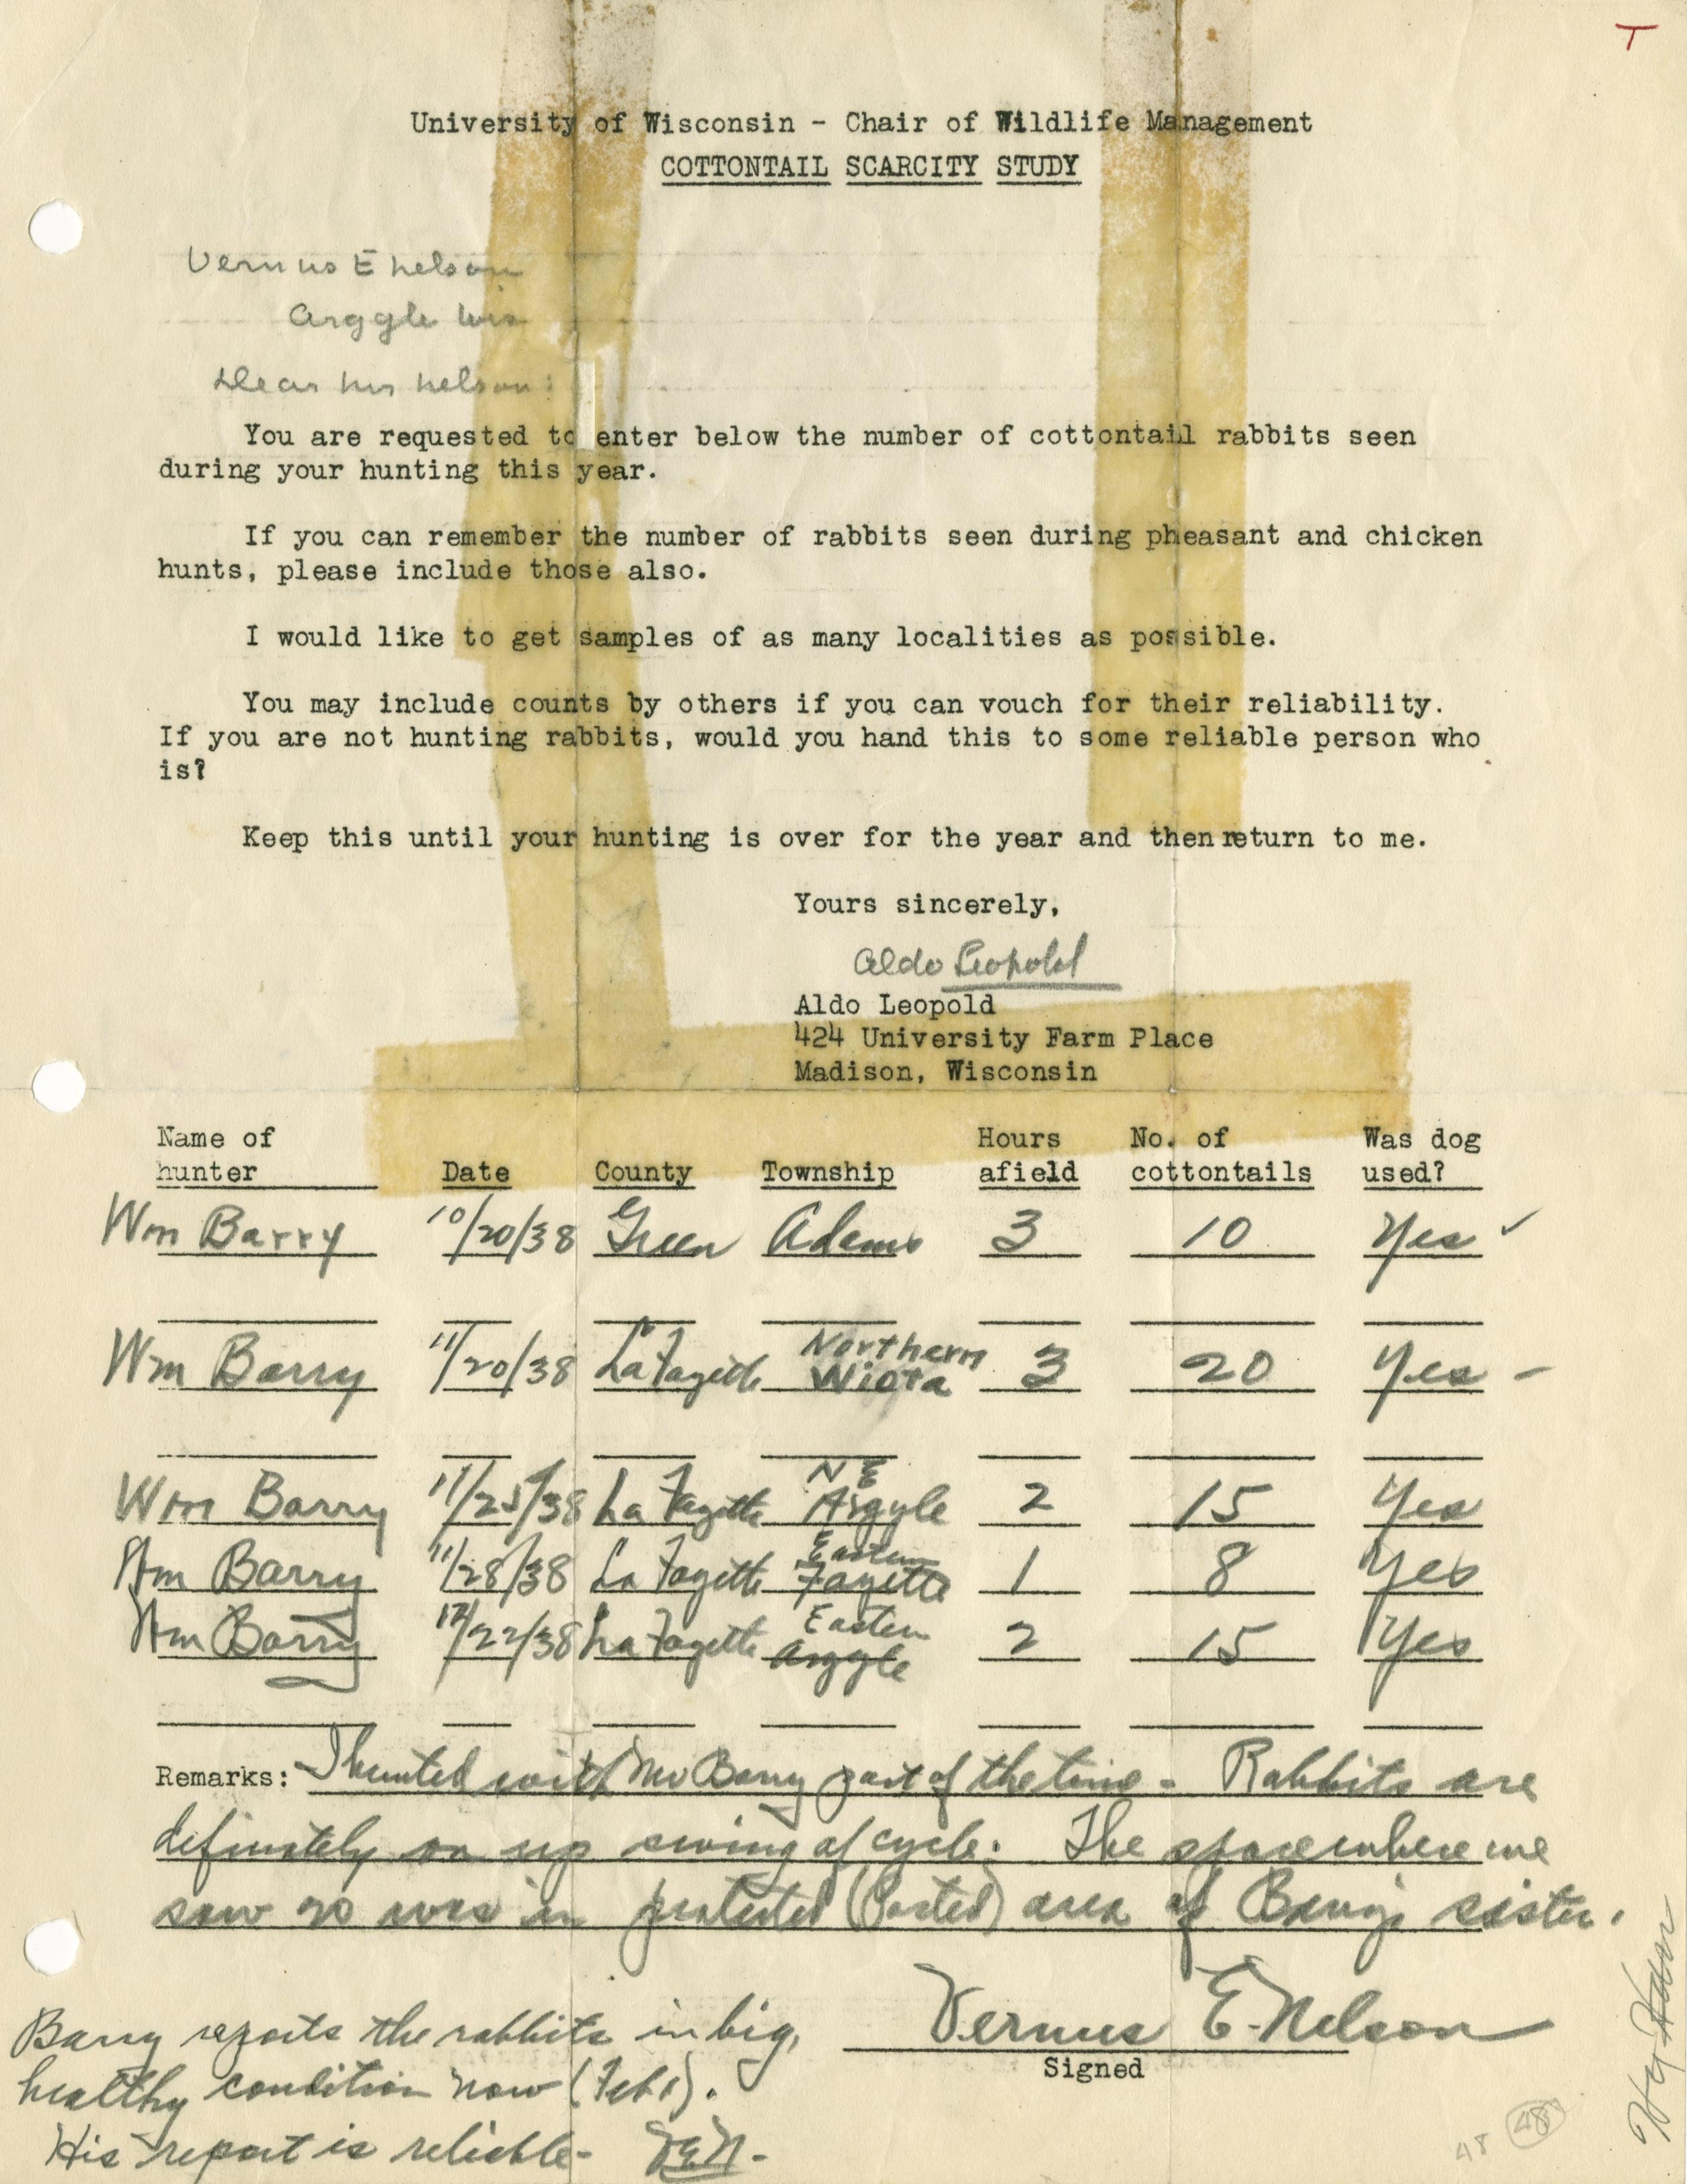 T
University of Wisconsin - Chair of Wildlife Management
COTTONTAIL SCARCITY STUDY
Vernus E Nelson
Argyle Wis
Dear Mr Nelson:
You are requested to enter below the number of cottontail rabbits seen
during your hunting this year.
If you can remember the number of rabbits seen during pheasant and chicken
hunts, please include those also.
I would like to get samples of as many localities as possible.
You may include counts by others if you can vouch for their reliability.
If you are not hunting rabbits, would you hand this to some reliable person who
is?
Keep this until your hunting is over for the year and then return to me.
Yours sincerely,
Aldo Leopold
Aldo Leopold
424 University Farm Place
Madison, Wisconsin
Name of hunter Date County Township Hours afield No. of cottontails Was dog used?
Wm Barry 10/20/38 Green Adams 3 10 Yes ✓
Wm Barry 11/20/38 LaFayette Northern Wiota 3 20 Yes -
Wm Barry 11/25/38 La Fayette NE Argyle 2 15 Yes
Wm Barry 11/28/38 La Fayette Eastern Fayette 1 8 Yes
Wm Barry 12/22/38 La Fayette Eastern Argyle 2 15 Yes
Remarks: I hunted with Mr Barry part of the time - Rabbits are
definitely on up swing of cycle. The place where we
saw 20 was in protected (Posted) area of Barry's sister.
Vernus E. Nelson
Signed
Barry reports the rabbits in big,
healthy condition now (Feb 1).
His report is reliable - VEN.
48 48